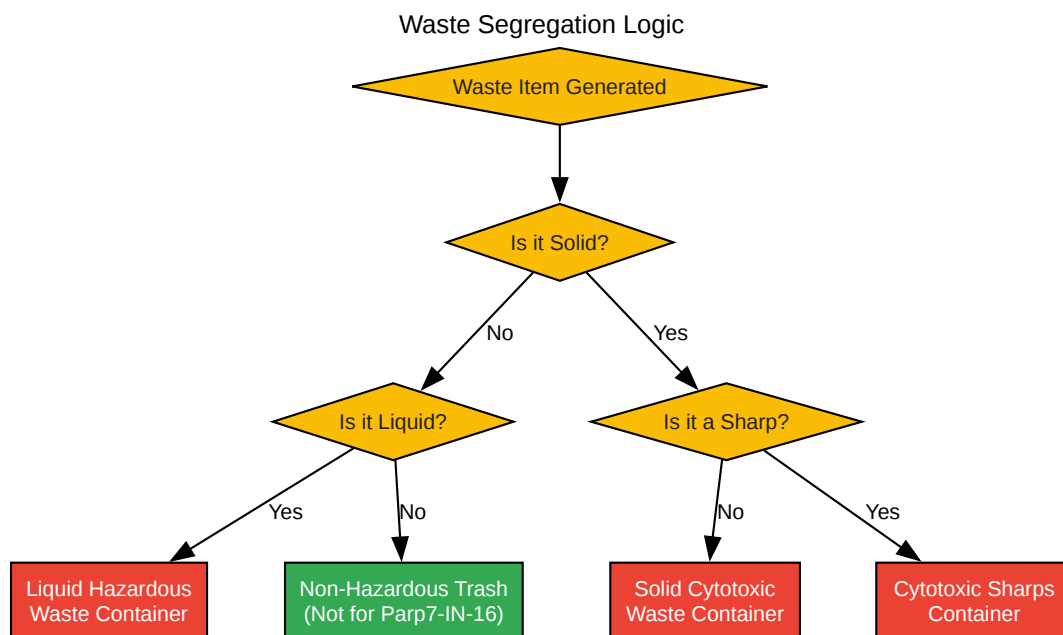 Waste Segregation Logic
Waste Item Generated
Is it Solid?
No
Yes
Is it Liquid?
Is it a Sharp?
Yes
No
No
Yes
Liquid Hazardous
Waste Container
Non-Hazardous Trash
(Not for Parp7-IN-16)
Solid Cytotoxic
Waste Container
Cytotoxic Sharps
Container